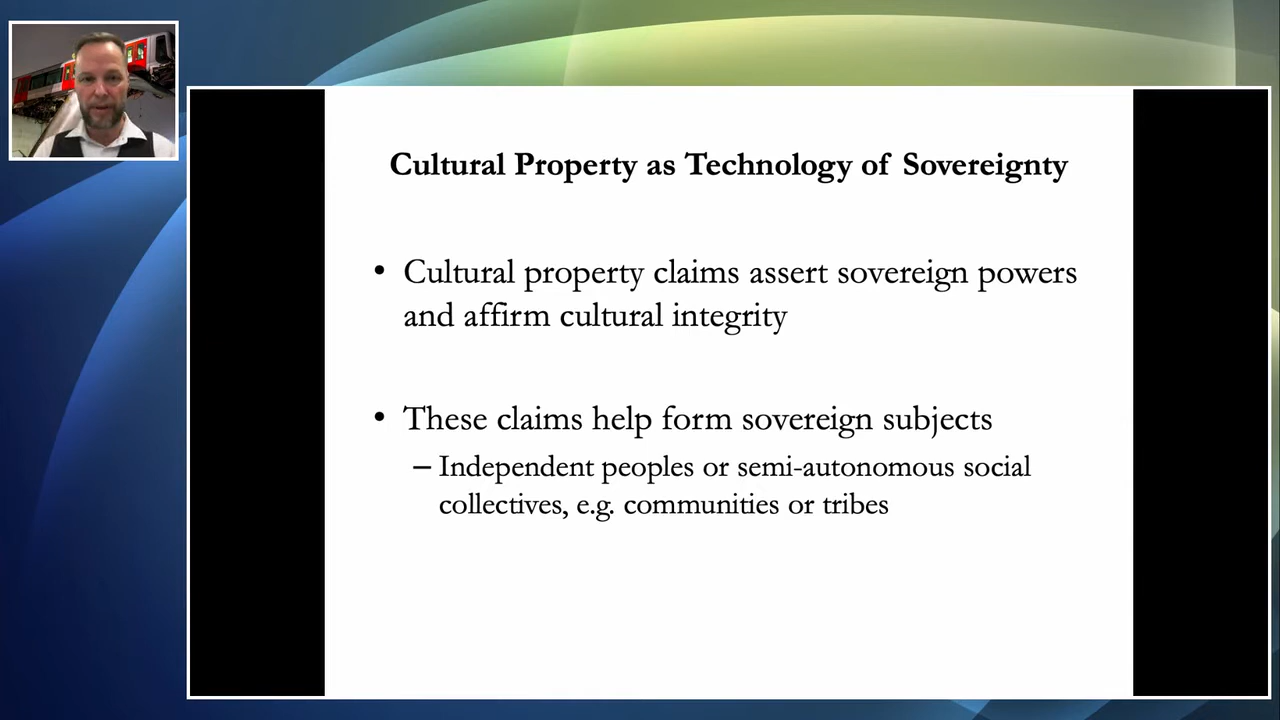 Cultural Property as Technology of Sovereignty
• Cultural property claims assert sovereign powers
and affirm cultural integrity
• These claims help form sovereign subjects
– Independent peoples or semi-autonomous social
collectives, e.g. communities or tribes